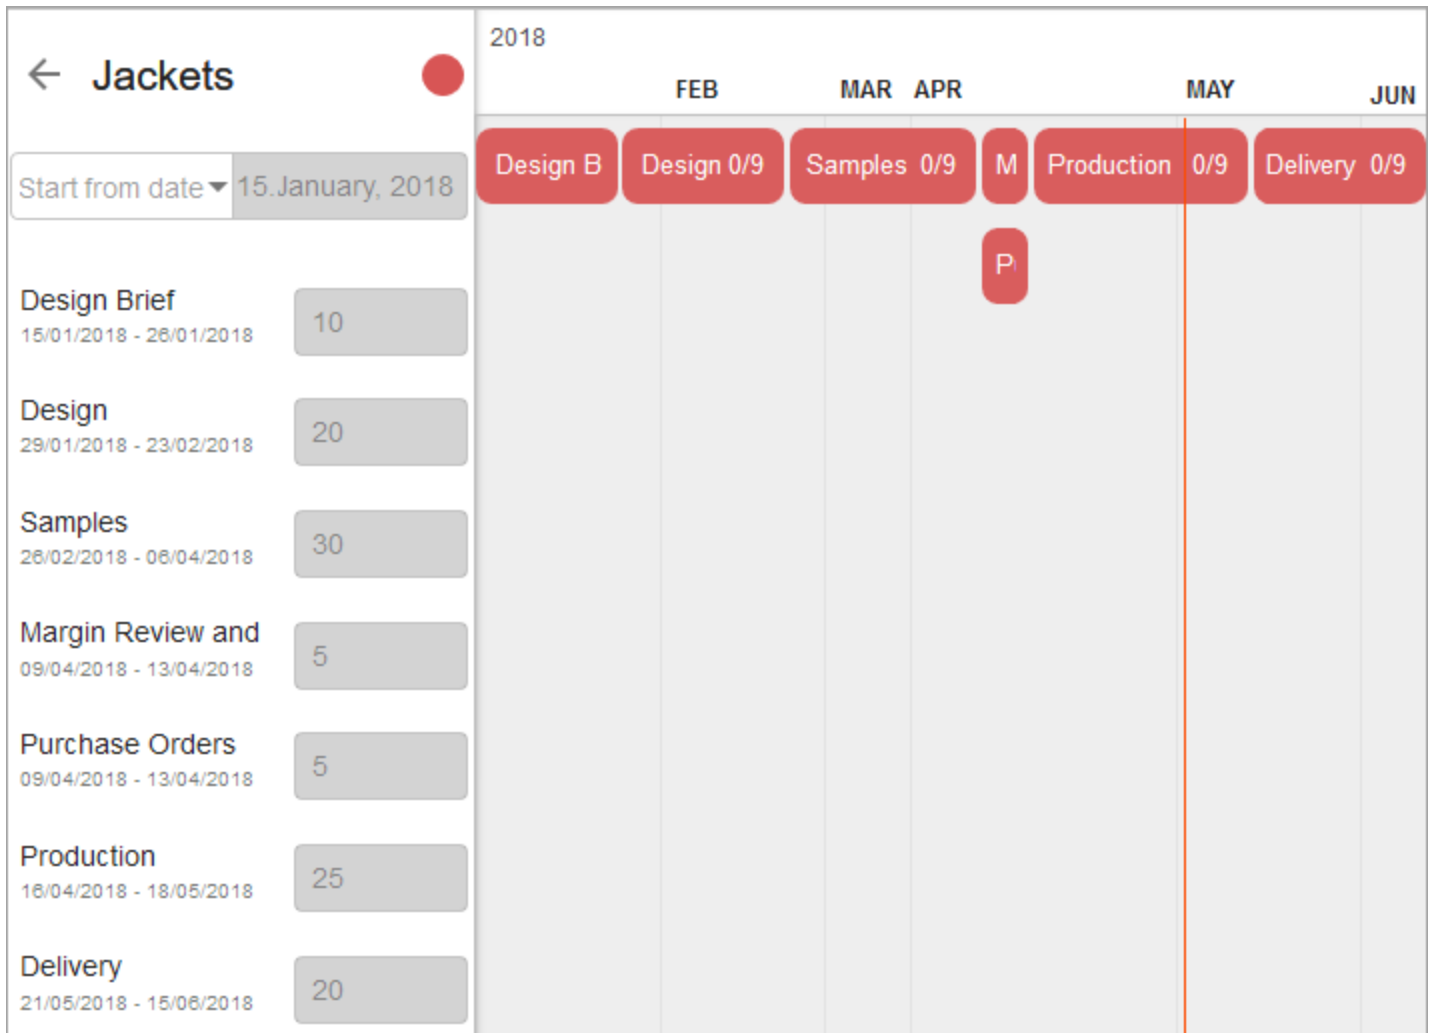 Jackets
Start from date 15.January, 2018
Design Brief
15/01/2018 - 26/01/2018
10
Design
29/01/2018 - 23/02/2018
20
Samples
26/02/2018 - 06/04/2018
30
Margin Review and
09/04/2018 - 13/04/2018
5
Purchase Orders
09/04/2018 - 13/04/2018
5
Production
16/04/2018 - 18/05/2018
25
Delivery
21/05/2018 - 15/06/2018
20
2018
FEB MAR APR MAY JUN
Design B Design 0/9 Samples 0/9 M Production 0/9 Delivery 0/9
P